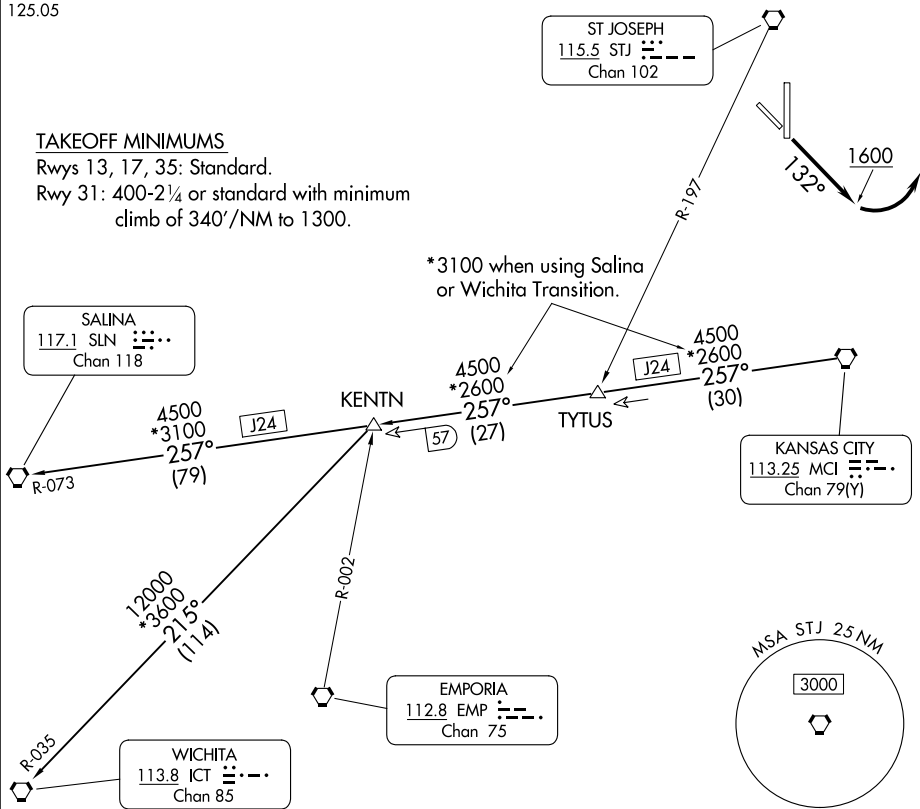 125.05
ST JOSEPH
115.5 STJ
Chan 102
TAKEOFF MINIMUMS
Rwys 13, 17, 35: Standard.
Rwy 31: 400-2¼ or standard with minimum
climb of 340'/NM to 1300.
132°
1600
R-197
*3100 when using Salina
or Wichita Transition.
SALINA
117.1 SLN
Chan 118
4500
*3100
257°
(79)
J24
R-073
KENTN
4500
*2600
257°
(27)
57
TYTUS
J24
4500
*2600
257°
(30)
KANSAS CITY
113.25 MCI
Chan 79(Y)
12000
*3600
215°
(114)
R-002
R-035
EMPORIA
112.8 EMP
Chan 75
WICHITA
113.8 ICT
Chan 85
MSA STJ 25 NM
3000